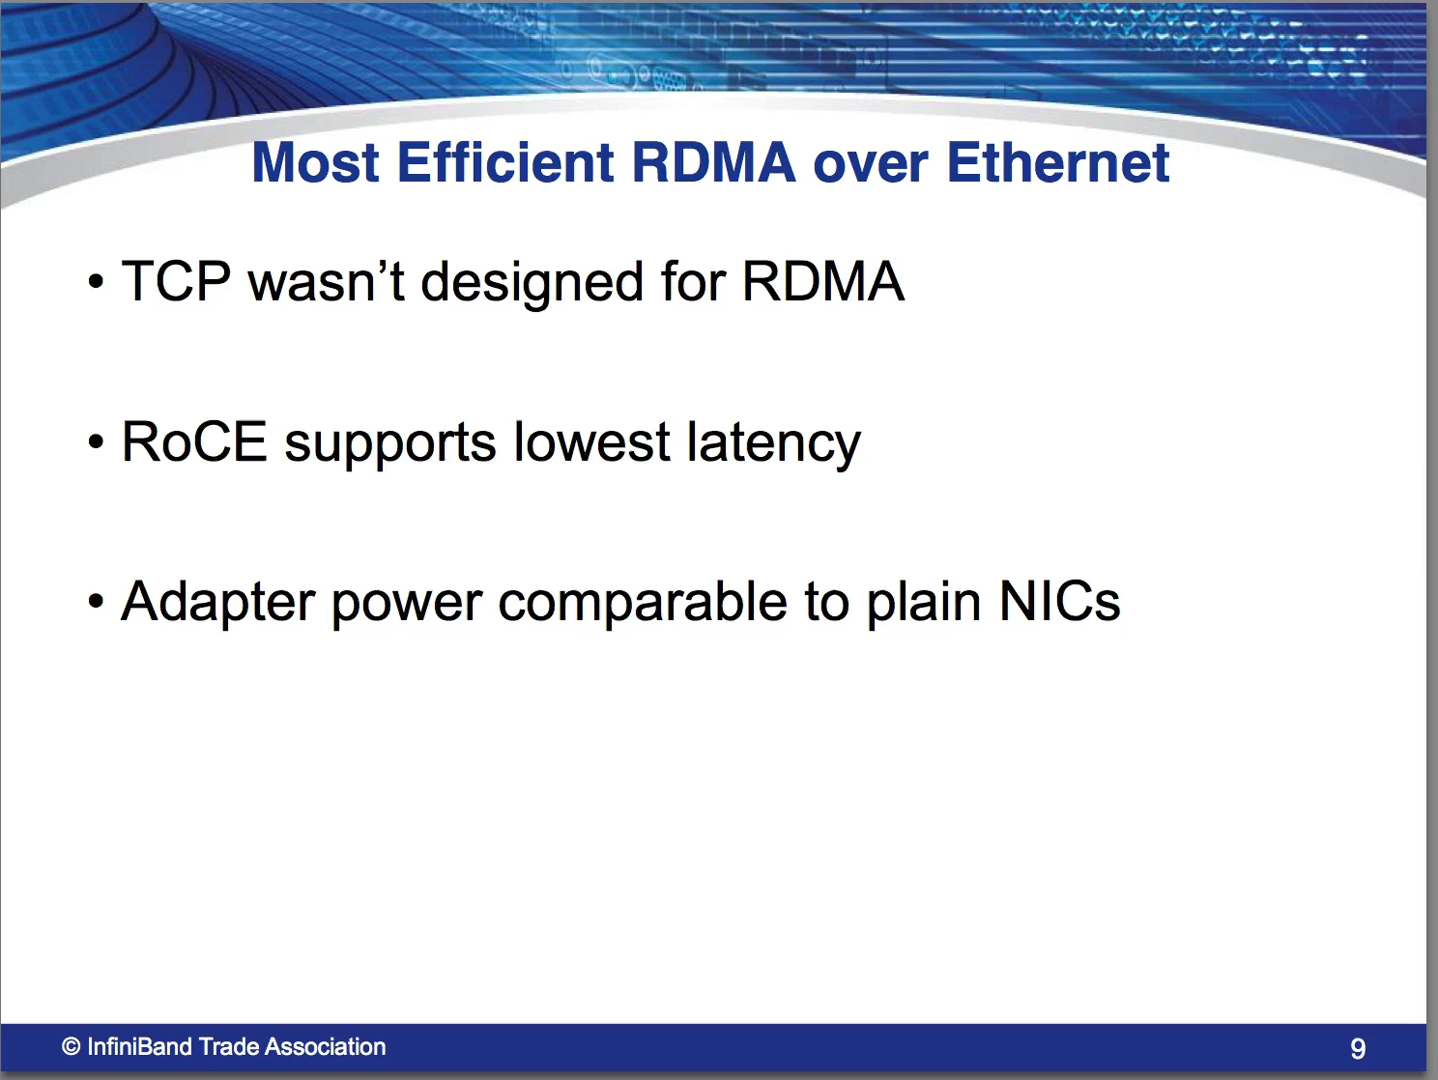 Most Efficient RDMA over Ethernet
• TCP wasn’t designed for RDMA
• RoCE supports lowest latency
• Adapter power comparable to plain NICs
© InfiniBand Trade Association
9